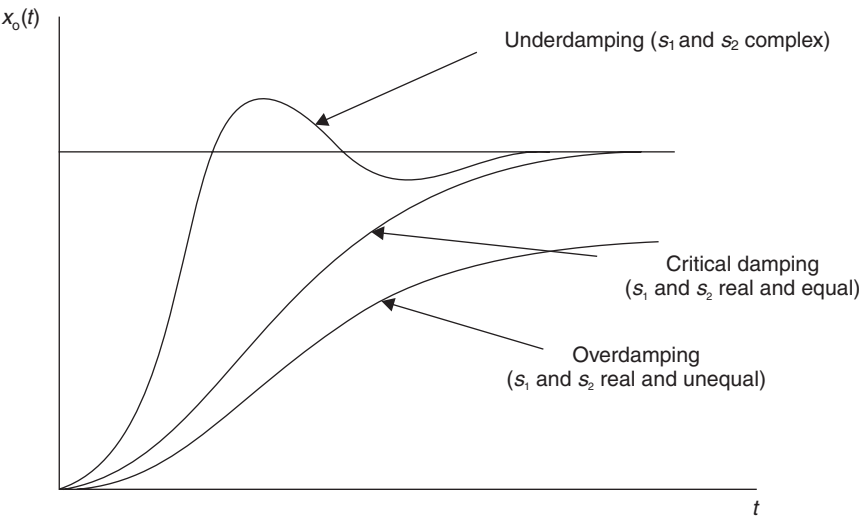 xₒ(t)
Underdamping (s₁ and s₂ complex)
Critical damping
(s₁ and s₂ real and equal)
Overdamping
(s₁ and s₂ real and unequal)
t